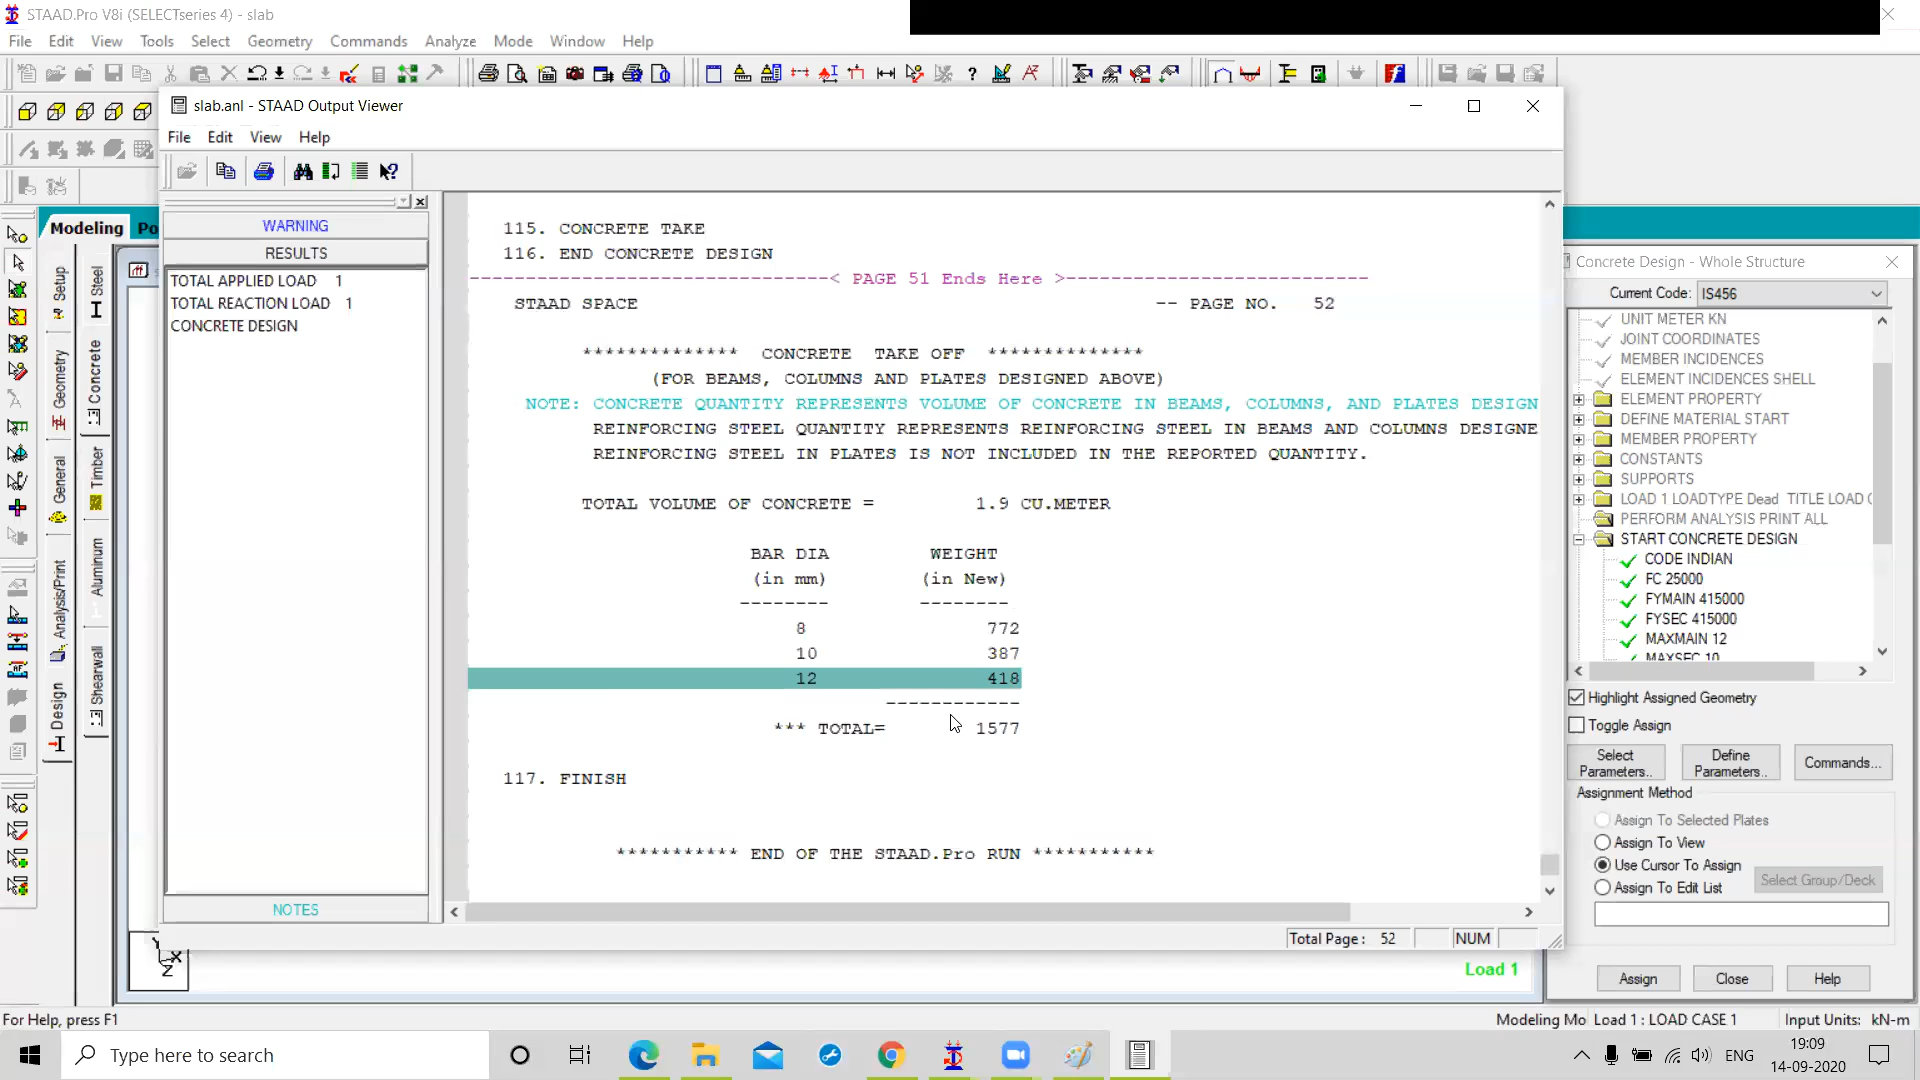 STAAD.Pro V8i (SELECTseries 4) - slab
File Edit View Tools Select Geometry Commands Analyze Mode Window Help
slab.anl - STAAD Output Viewer
File Edit View Help
WARNING
RESULTS
TOTAL APPLIED LOAD 1
TOTAL REACTION LOAD 1
CONCRETE DESIGN
NOTES
115. CONCRETE TAKE
116. END CONCRETE DESIGN
--------------------------------< PAGE 51 Ends Here >---------------------------
STAAD SPACE -- PAGE NO. 52
************** CONCRETE TAKE OFF **************
(FOR BEAMS, COLUMNS AND PLATES DESIGNED ABOVE)
NOTE: CONCRETE QUANTITY REPRESENTS VOLUME OF CONCRETE IN BEAMS, COLUMNS, AND PLATES DESIGN
REINFORCING STEEL QUANTITY REPRESENTS REINFORCING STEEL IN BEAMS AND COLUMNS DESIGNE
REINFORCING STEEL IN PLATES IS NOT INCLUDED IN THE REPORTED QUANTITY.
TOTAL VOLUME OF CONCRETE = 1.9 CU.METER
BAR DIA WEIGHT
(in mm) (in New)
-------- --------
8 772
10 387
12 418
------------
*** TOTAL= 1577
117. FINISH
*********** END OF THE STAAD.Pro RUN ***********
Total Page : 52 NUM
Modeling Po
Setup
Geometry
General
Analysis/Print
Design
Steel
Concrete
Timber
Aluminum
Shearwall
Y
X
Z
Load 1
Concrete Design - Whole Structure
Current Code: IS456
UNIT METER KN
JOINT COORDINATES
MEMBER INCIDENCES
ELEMENT INCIDENCES SHELL
ELEMENT PROPERTY
DEFINE MATERIAL START
MEMBER PROPERTY
CONSTANTS
SUPPORTS
LOAD 1 LOADTYPE Dead TITLE LOAD C
PERFORM ANALYSIS PRINT ALL
START CONCRETE DESIGN
CODE INDIAN
FC 25000
FYMAIN 415000
FYSEC 415000
MAXMAIN 12
MAXSEC 10
Highlight Assigned Geometry
Toggle Assign
Select Parameters..
Define Parameters..
Commands...
Assignment Method
Assign To Selected Plates
Assign To View
Use Cursor To Assign
Assign To Edit List
Select Group/Deck
Assign Close Help
For Help, press F1
Modeling Mo Load 1 : LOAD CASE 1 Input Units: kN-m
Type here to search
ENG
19:09
14-09-2020